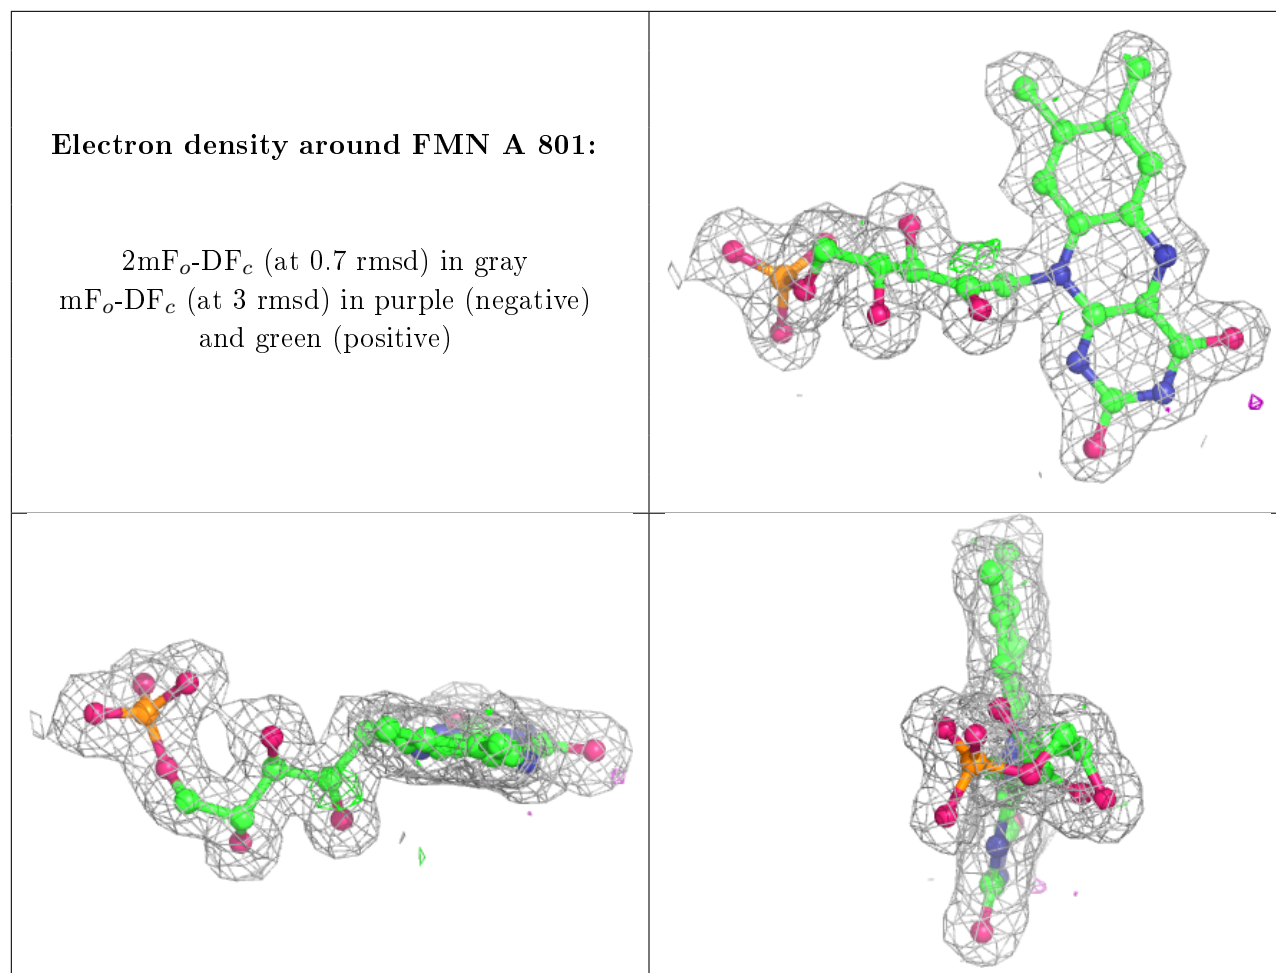 Electron density around FMN A 801:
2mFₒ-DF𝒸 (at 0.7 rmsd) in gray
mFₒ-DF𝒸 (at 3 rmsd) in purple (negative)
and green (positive)